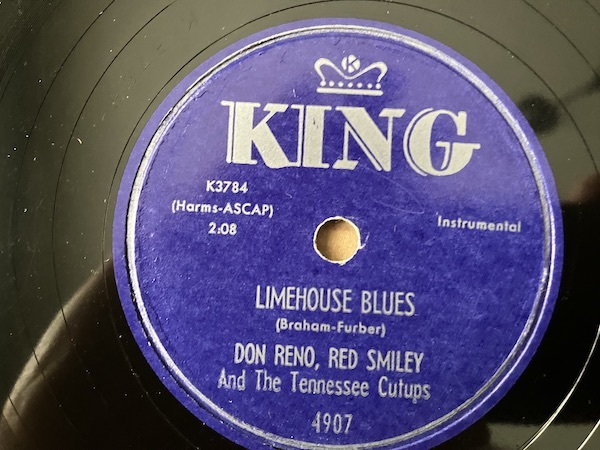 K
KING
K3784
(Harms-ASCAP)
2:08
Instrumental
LIMEHOUSE BLUES
(Braham-Furber)
DON RENO, RED SMILEY
And The Tennessee Cutups
4907